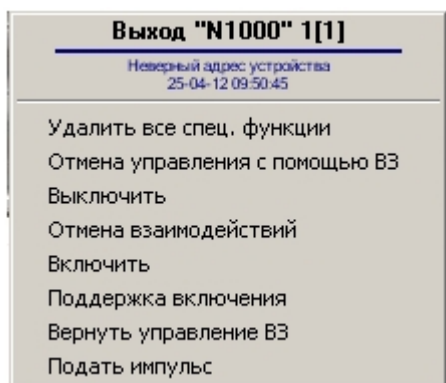 Выход "N1000" 1[1]
Неверный адрес устройства
25-04-12 09:50:45
Удалить все спец. функции
Отмена управления с помощью ВЗ
Выключить
Отмена взаимодействий
Включить
Поддержка включения
Вернуть управление ВЗ
Подать импульс